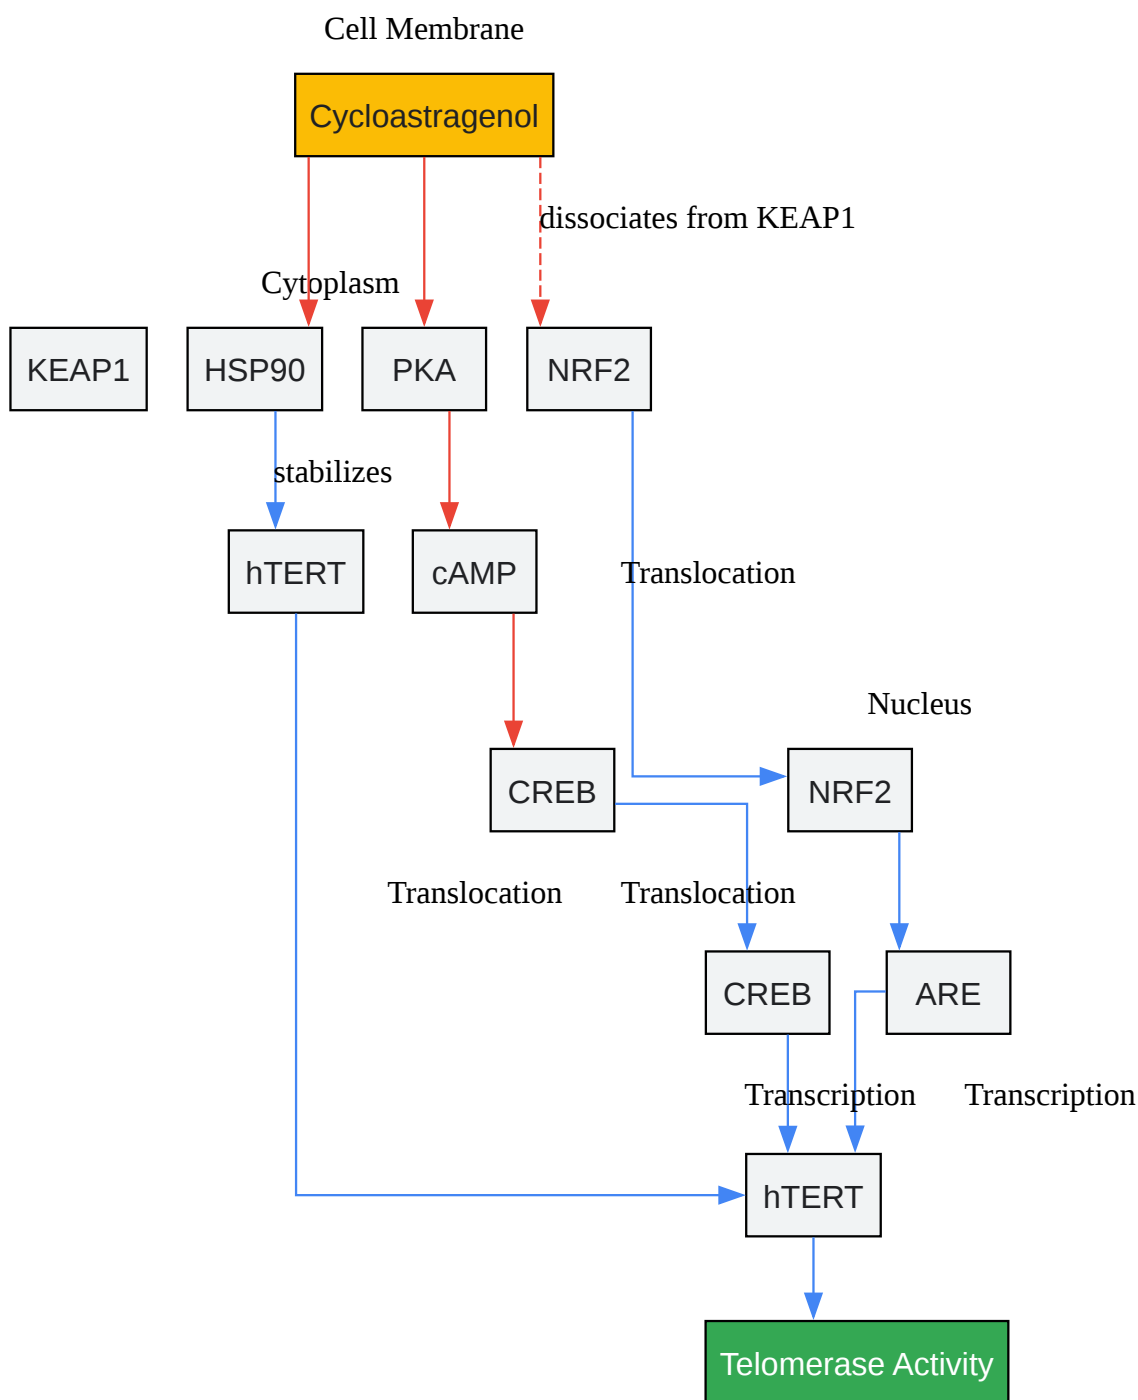 Cell Membrane
Cycloastragenol
dissociates from KEAP1
Cytoplasm
KEAP1
HSP90
PKA
NRF2
stabilizes
hTERT
cAMP
Translocation
Nucleus
CREB
NRF2
Translocation
Translocation
CREB
ARE
Transcription
Transcription
hTERT
Telomerase Activity